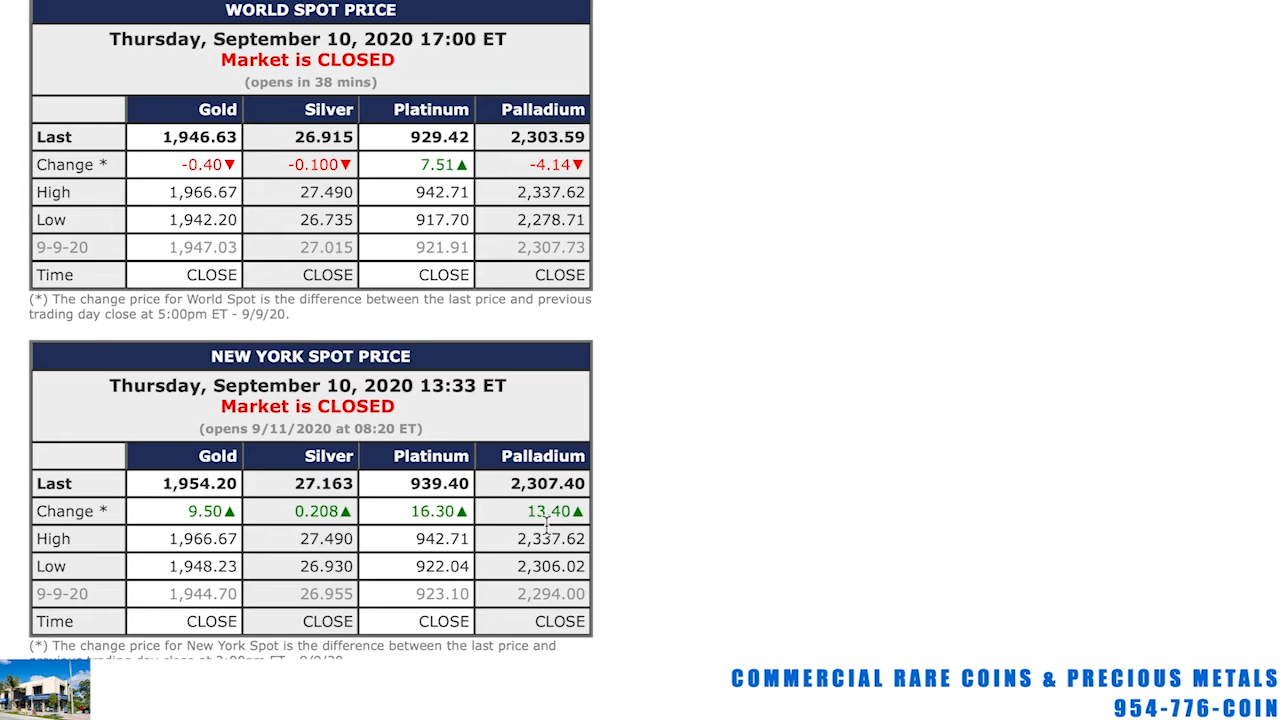 WORLD SPOT PRICE
Thursday, September 10, 2020 17:00 ET
Market is CLOSED
(opens in 38 mins)
Gold Silver Platinum Palladium
Last 1,946.63 26.915 929.42 2,303.59
Change * -0.40▼ -0.100▼ 7.51▲ -4.14▼
High 1,966.67 27.490 942.71 2,337.62
Low 1,942.20 26.735 917.70 2,278.71
9-9-20 1,947.03 27.015 921.91 2,307.73
Time CLOSE CLOSE CLOSE CLOSE
(*) The change price for World Spot is the difference between the last price and previous
trading day close at 5:00pm ET - 9/9/20.
NEW YORK SPOT PRICE
Thursday, September 10, 2020 13:33 ET
Market is CLOSED
(opens 9/11/2020 at 08:20 ET)
Gold Silver Platinum Palladium
Last 1,954.20 27.163 939.40 2,307.40
Change * 9.50▲ 0.208▲ 16.30▲ 13.40▲
High 1,966.67 27.490 942.71 2,337.62
Low 1,948.23 26.930 922.04 2,306.02
9-9-20 1,944.70 26.955 923.10 2,294.00
Time CLOSE CLOSE CLOSE CLOSE
(*) The change price for New York Spot is the difference between the last price and
COMMERCIAL RARE COINS & PRECIOUS METALS
954-776-COIN